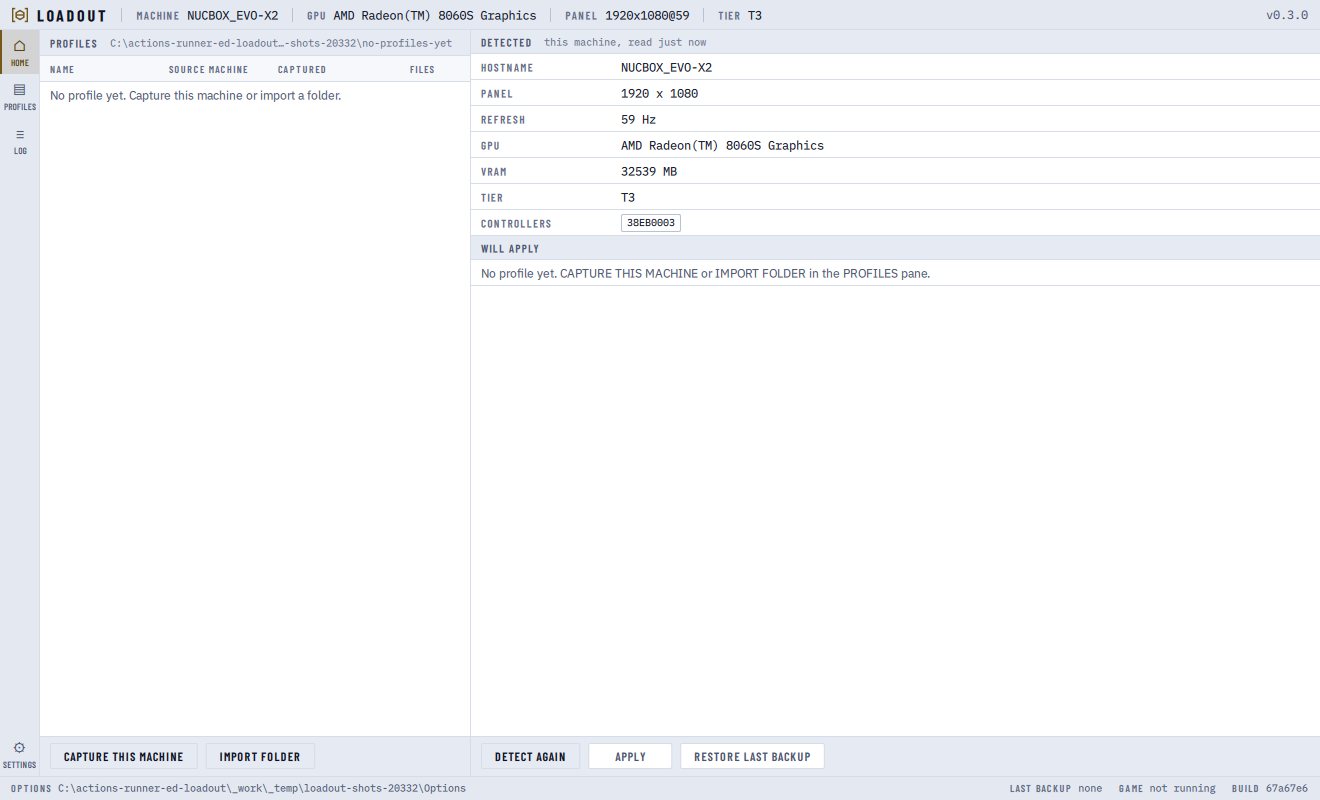 LOADOUT MACHINE NUCBOX_EVO-X2 GPU AMD Radeon(TM) 8060S Graphics PANEL 1920x1080@59 TIER T3 v0.3.0
HOME
PROFILES
LOG
SETTINGS
PROFILES C:\actions-runner-ed-loadout…-shots-20332\no-profiles-yet
NAME SOURCE MACHINE CAPTURED FILES
No profile yet. Capture this machine or import a folder.
CAPTURE THIS MACHINE IMPORT FOLDER
DETECTED this machine, read just now
HOSTNAME NUCBOX_EVO-X2
PANEL 1920 x 1080
REFRESH 59 Hz
GPU AMD Radeon(TM) 8060S Graphics
VRAM 32539 MB
TIER T3
CONTROLLERS 38EB0003
WILL APPLY
No profile yet. CAPTURE THIS MACHINE or IMPORT FOLDER in the PROFILES pane.
DETECT AGAIN APPLY RESTORE LAST BACKUP
OPTIONS C:\actions-runner-ed-loadout\_work\_temp\loadout-shots-20332\Options LAST BACKUP none GAME not running BUILD 67a67e6